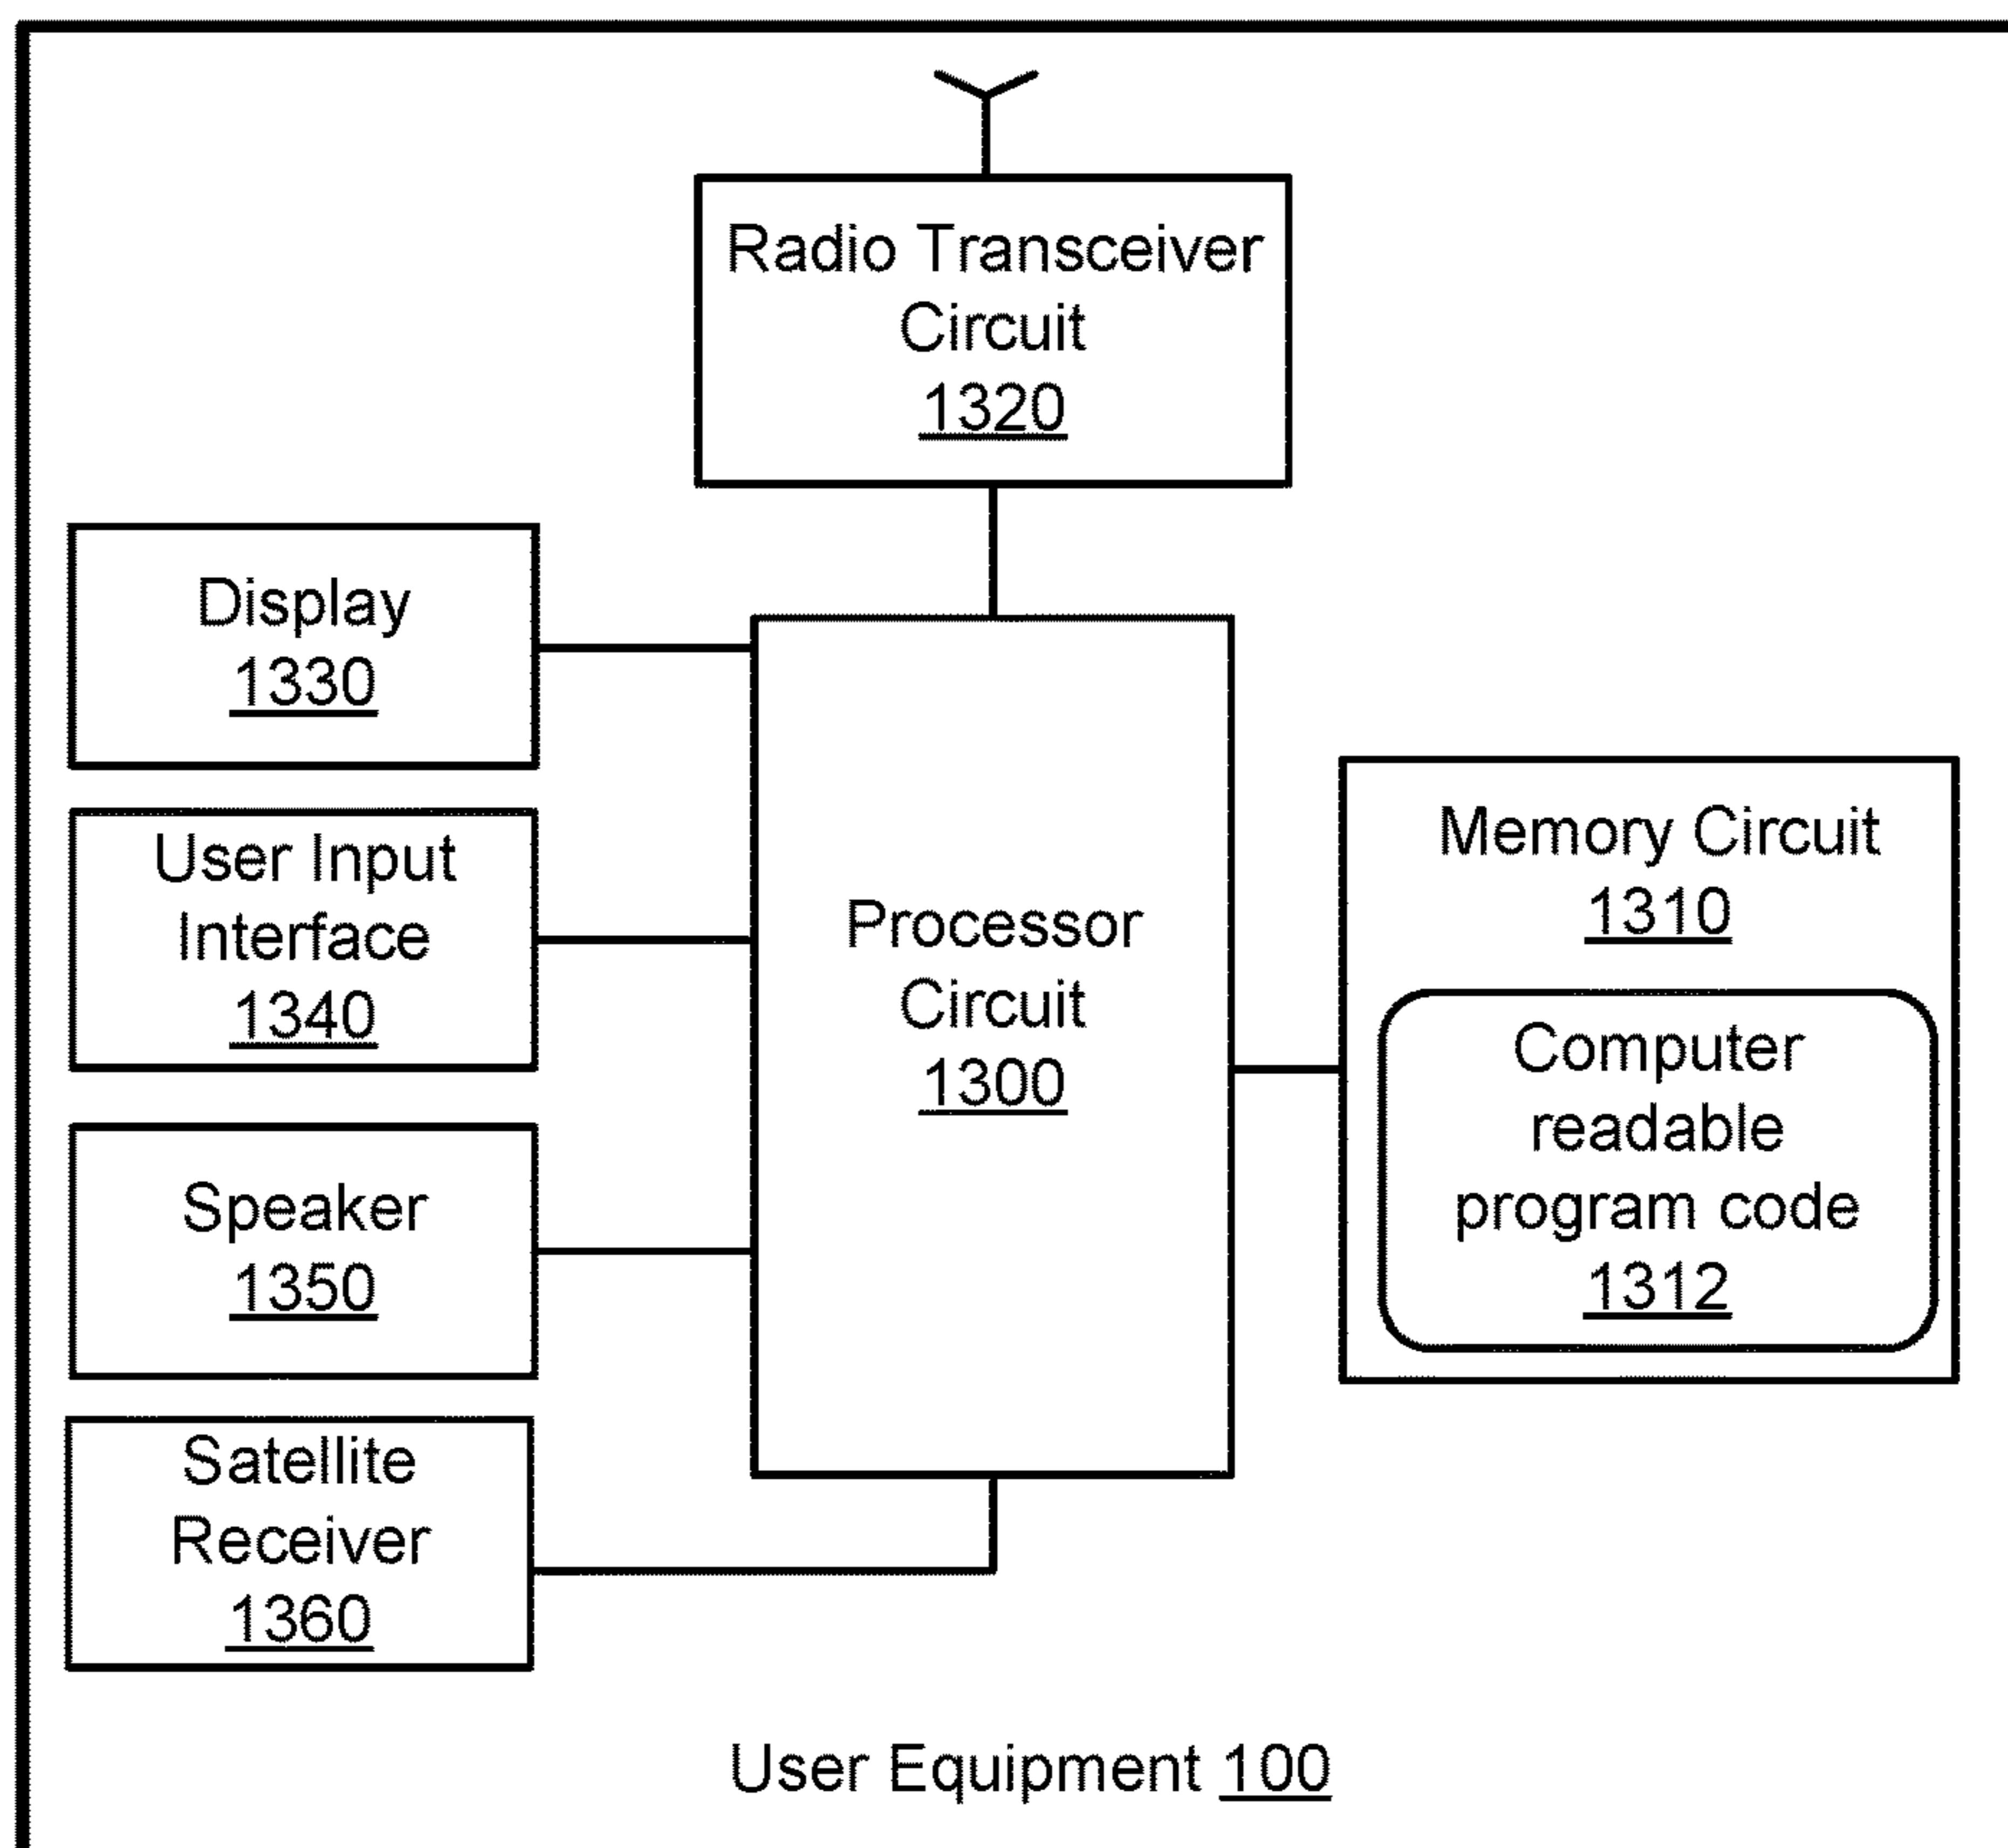 Radio Transceiver
Circuit
1320
Display
1330
User Input
Interface
1340
Speaker
1350
Satellite
Receiver
1360
Processor
Circuit
1300
Memory Circuit
1310
Computer
readable
program code
1312
User Equipment 100